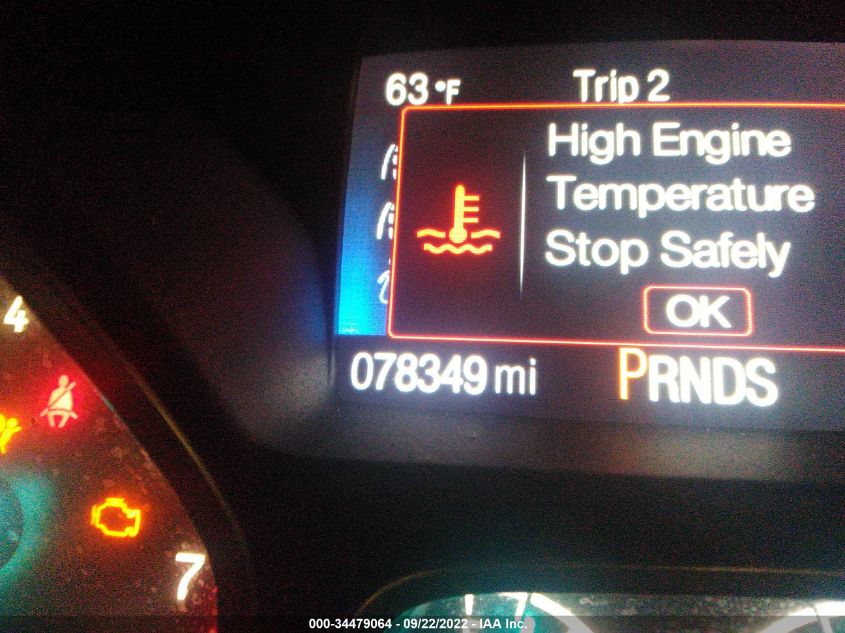 63°F Trip 2
High Engine
Temperature
Stop Safely
OK
078349 mi PRNDS
4
7
000-34479064 - 09/22/2022 - IAA Inc.